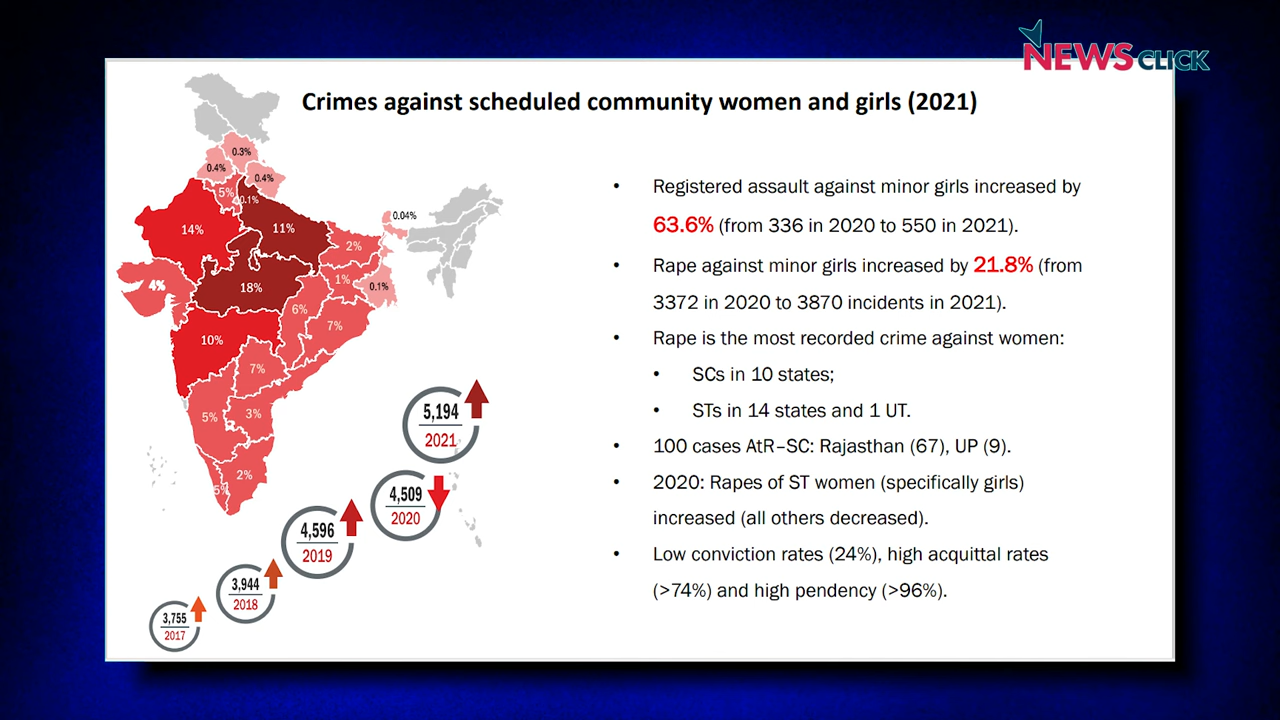 NEWSCLICK
Crimes against scheduled community women and girls (2021)
0.3%
0.4%
0.4%
5%
0.1%
0.04%
14%
11%
2%
4%
18%
1%
0.1%
6%
10%
7%
7%
5%
3%
2%
5%
5,194
2021
4,509
2020
4,596
2019
3,944
2018
3,755
2017
• Registered assault against minor girls increased by
63.6% (from 336 in 2020 to 550 in 2021).
• Rape against minor girls increased by 21.8% (from
3372 in 2020 to 3870 incidents in 2021).
• Rape is the most recorded crime against women:
• SCs in 10 states;
• STs in 14 states and 1 UT.
• 100 cases AtR–SC: Rajasthan (67), UP (9).
• 2020: Rapes of ST women (specifically girls)
increased (all others decreased).
• Low conviction rates (24%), high acquittal rates
(>74%) and high pendency (>96%).